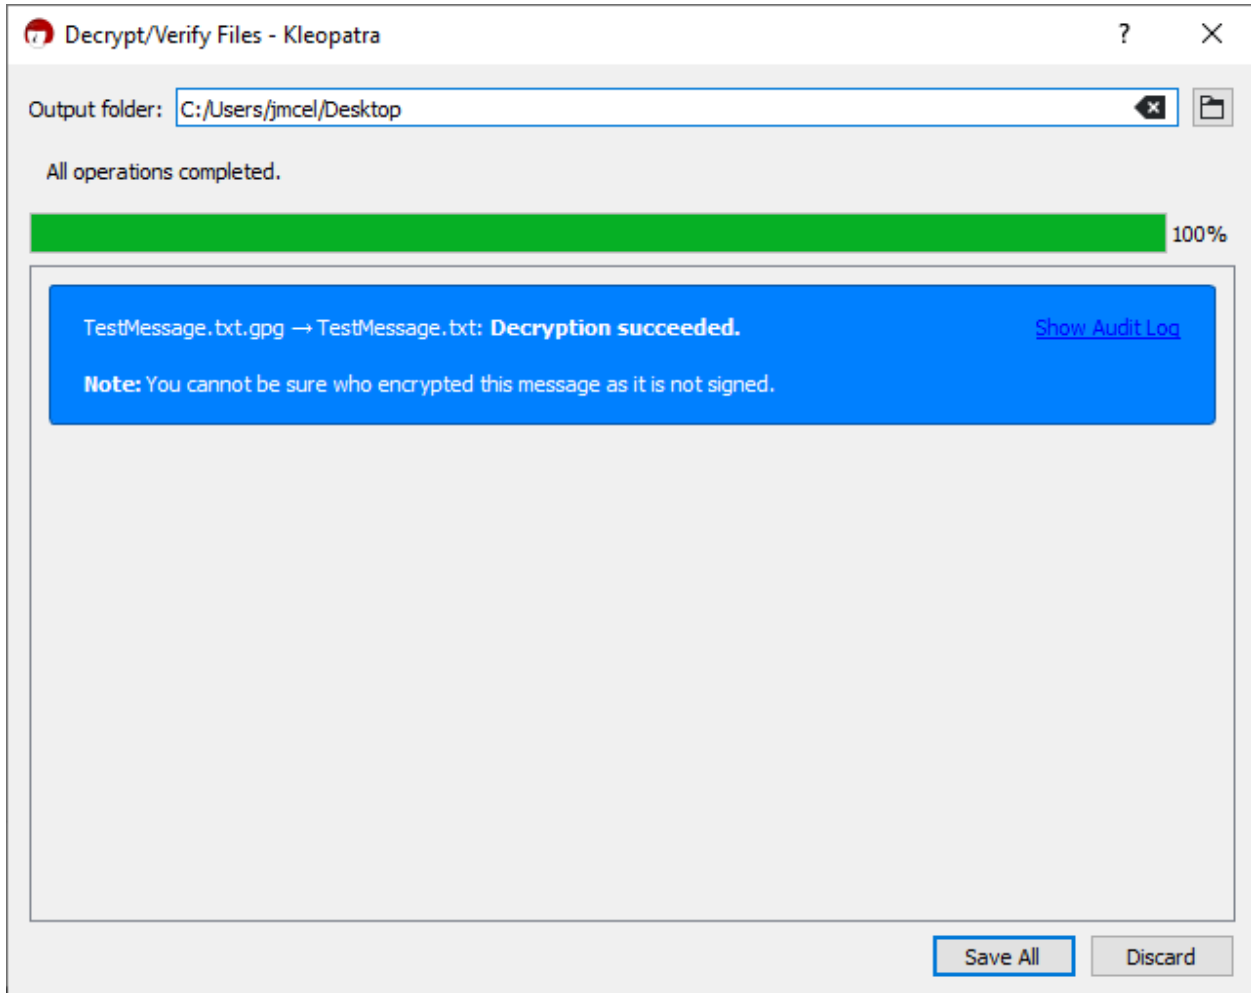 Decrypt/Verify Files - Kleopatra
?
Output folder: C:/Users/jmcel/Desktop
All operations completed.
100%
TestMessage.txt.gpg → TestMessage.txt: Decryption succeeded. Show Audit Log
Note: You cannot be sure who encrypted this message as it is not signed.
Save All Discard